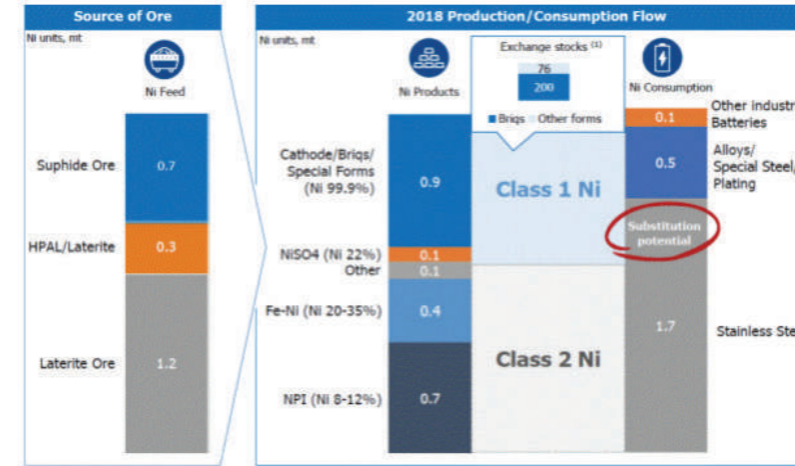 Source of Ore
Ni units, mt
Ni Feed
Suphide Ore
0.7
HPAL/Laterite
0.3
Laterite Ore
1.2
2018 Production/Consumption Flow
Ni units, mt
Ni Products
Cathode/Briqs/
Special Forms
(Ni 99.9%)
0.9
NiSO4 (Ni 22%)
0.1
Other
0.1
Fe-Ni (Ni 20-35%)
0.4
NPI (Ni 8-12%)
0.7
Exchange stocks (1)
76
200
Briqs
Other forms
Class 1 Ni
Class 2 Ni
Ni Consumption
0.1
Other industr
Batteries
0.5
Alloys/
Special Steel/
Plating
Substitution
potential
1.7
Stainless Ste